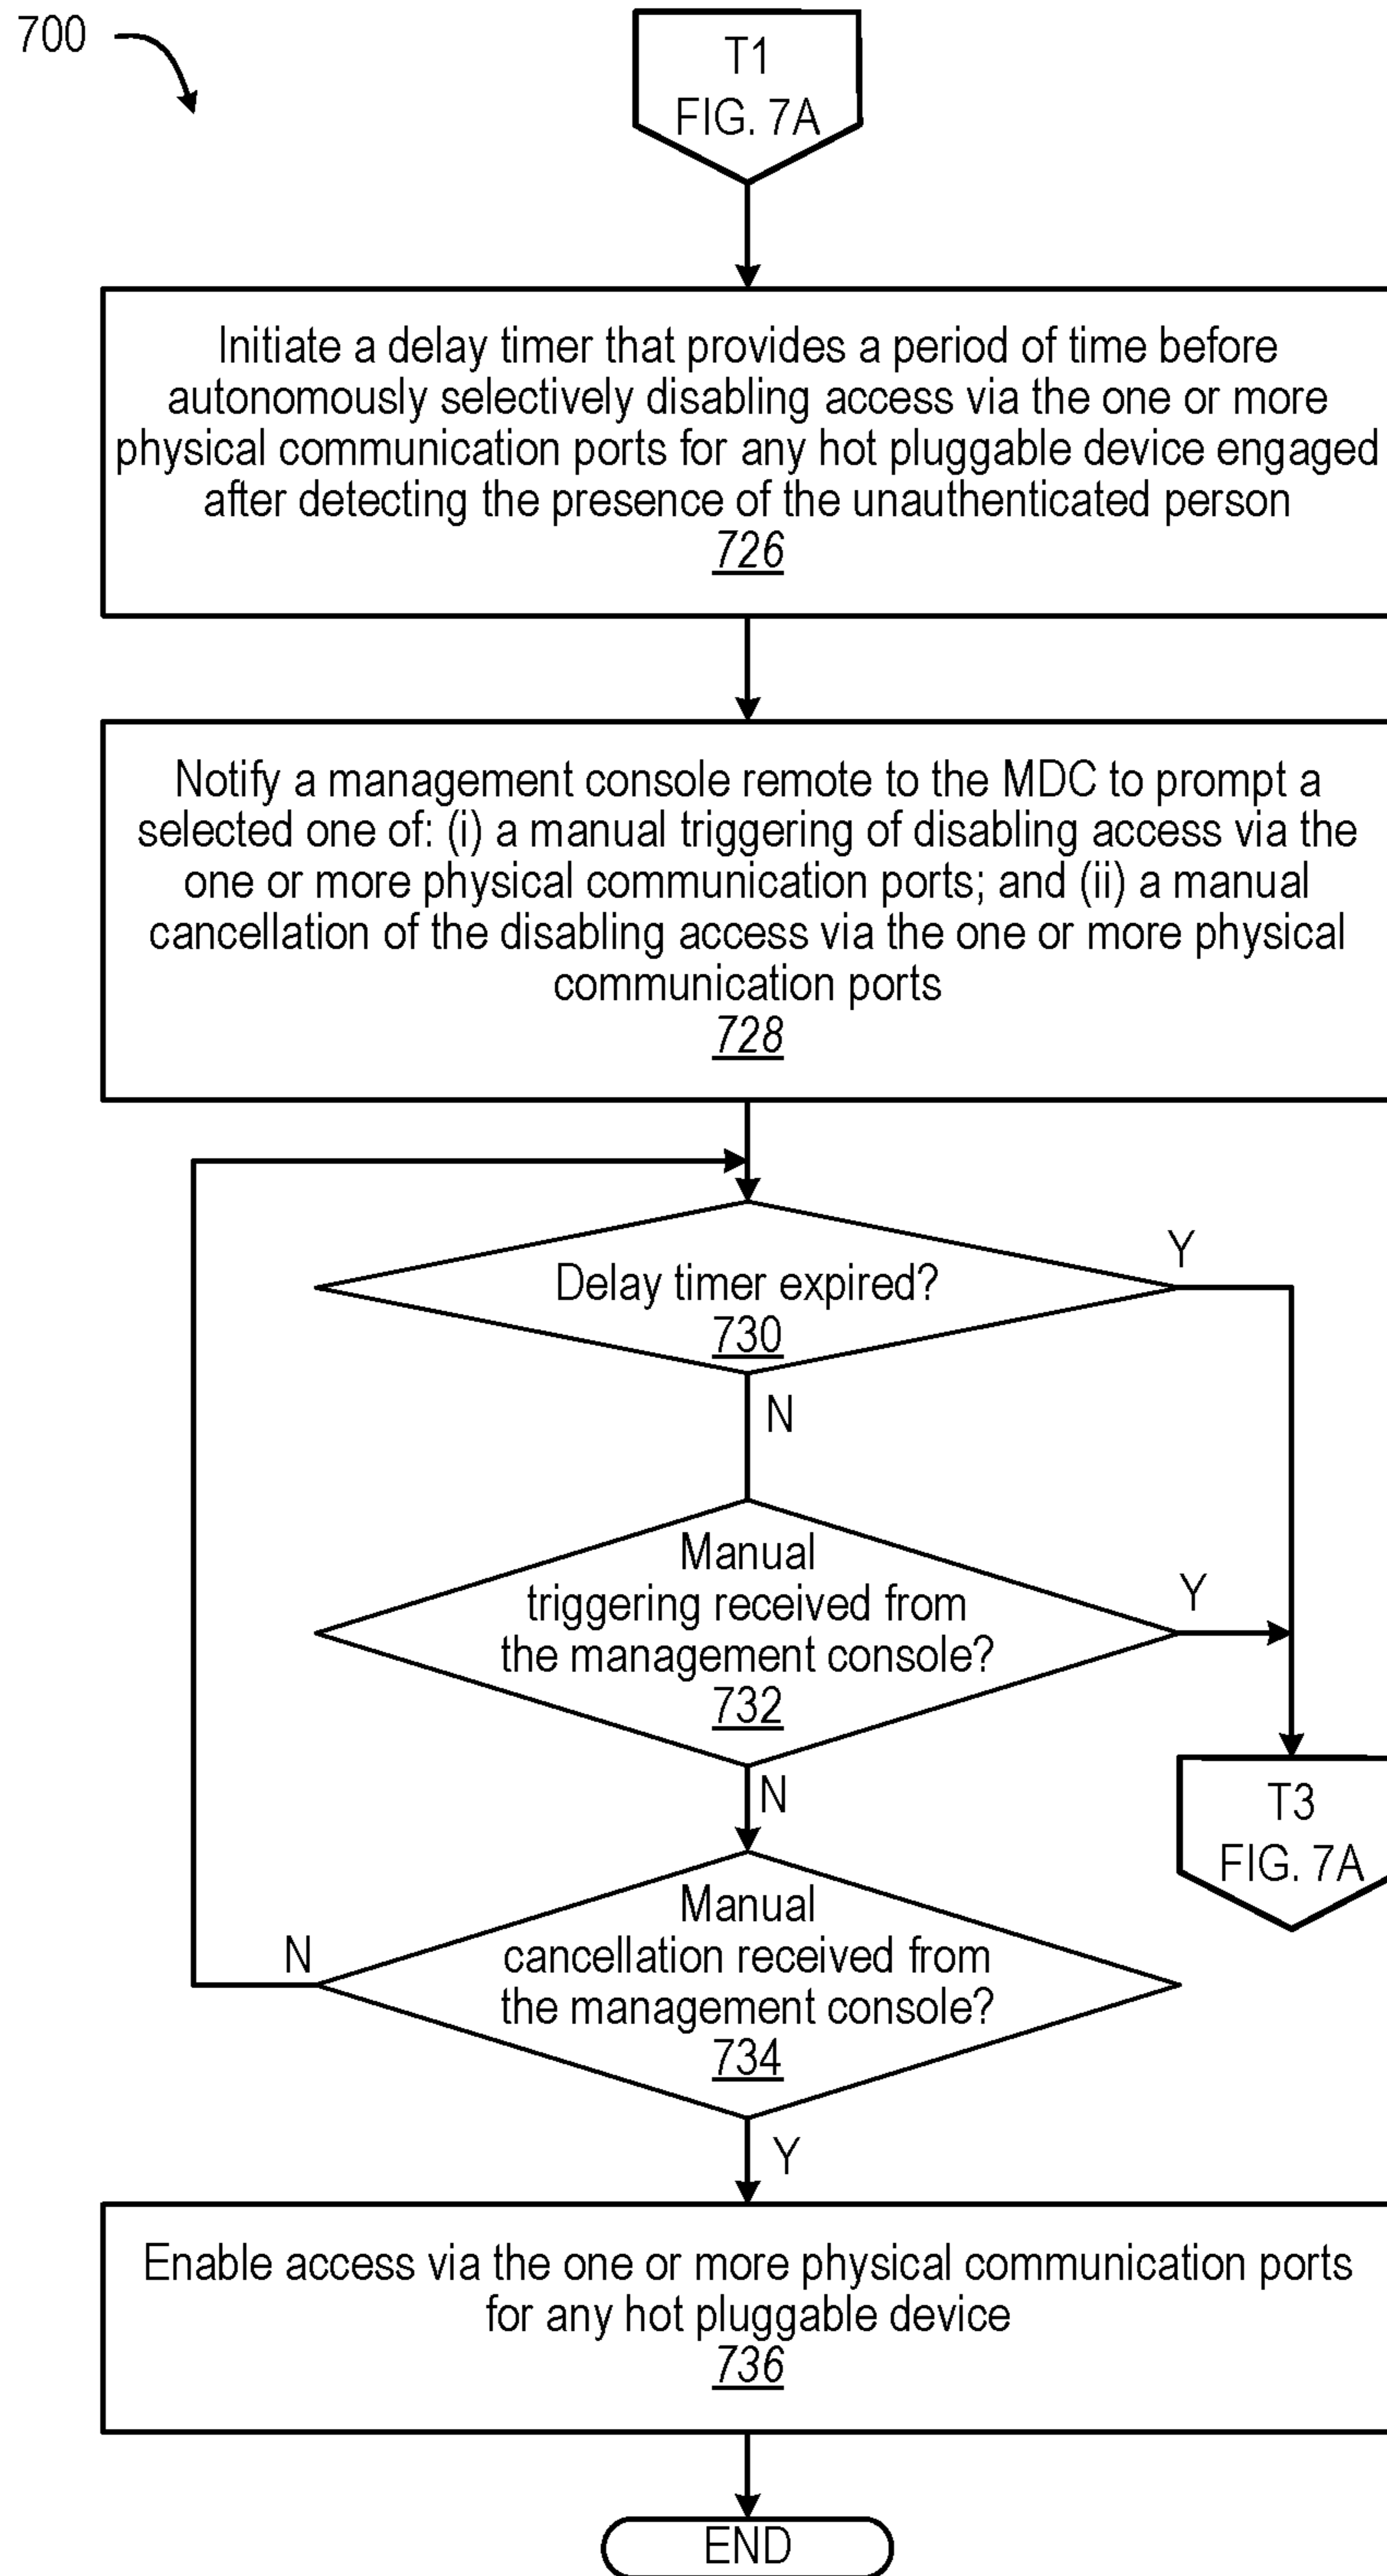 700
T1
FIG. 7A
Initiate a delay timer that provides a period of time before
autonomously selectively disabling access via the one or more
physical communication ports for any hot pluggable device engaged
after detecting the presence of the unauthenticated person
726
Notify a management console remote to the MDC to prompt a
selected one of: (i) a manual triggering of disabling access via the
one or more physical communication ports; and (ii) a manual
cancellation of the disabling access via the one or more physical
communication ports
728
Y
Delay timer expired?
730
N
Manual
triggering received from
the management console?
732
Y
N
T3
FIG. 7A
Manual
cancellation received from
the management console?
734
N
Y
Enable access via the one or more physical communication ports
for any hot pluggable device
736
END